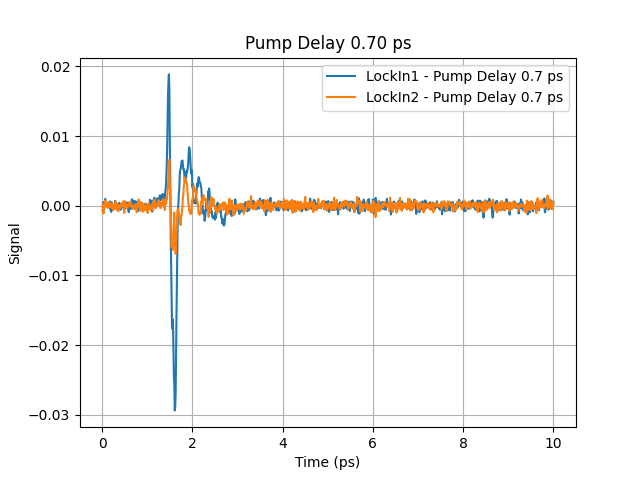 Pump Delay 0.70 ps
LockIn1 - Pump Delay 0.7 ps
LockIn2 - Pump Delay 0.7 ps
0.02
0.01
0.00
−0.01
−0.02
−0.03
Signal
0 2 4 6 8 10
Time (ps)